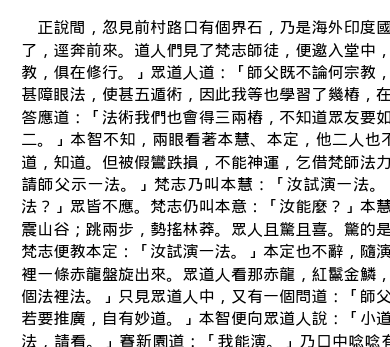 正說間，忽見前村路口有個界石，乃是海外印度國
了，逕奔前來。道人們見了梵志師徒，便邀入堂中，
教，俱在修行。」眾道人道：「師父既不論何宗教，
甚障眼法，使甚五遁術，因此我等也學習了幾樁，在
答應道：「法術我們也會得三兩樁，不知道眾友要如
二。」本智不知，兩眼看著本慧、本定，他二人也不
道，知道。但被假鸞跌損，不能神運，乞借梵師法力
請師父示一法。」梵志乃叫本慧：「汝試演一法。
法？」眾皆不應。梵志仍叫本意：「汝能麼？」本慧
震山谷；跳兩步，勢搖林莽。眾人且驚且喜。驚的是
梵志便教本定：「汝試演一法。」本定也不辭，隨演
裡一條赤龍盤旋出來。眾道人看那赤龍，紅鬣金鱗，
個法裡法。」只見眾道人中，又有一個問道：「師父
若要推廣，自有妙道。」本智便向眾道人說：「小道
法，請看。」賽新園道：「我能演。」乃口中唸唸有